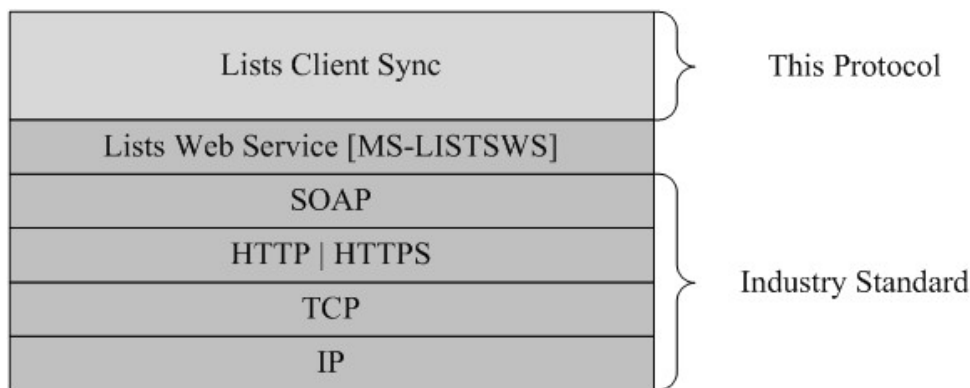 Lists Client Sync
This Protocol
Lists Web Service [MS-LISTSWS]
SOAP
HTTP | HTTPS
Industry Standard
TCP
IP